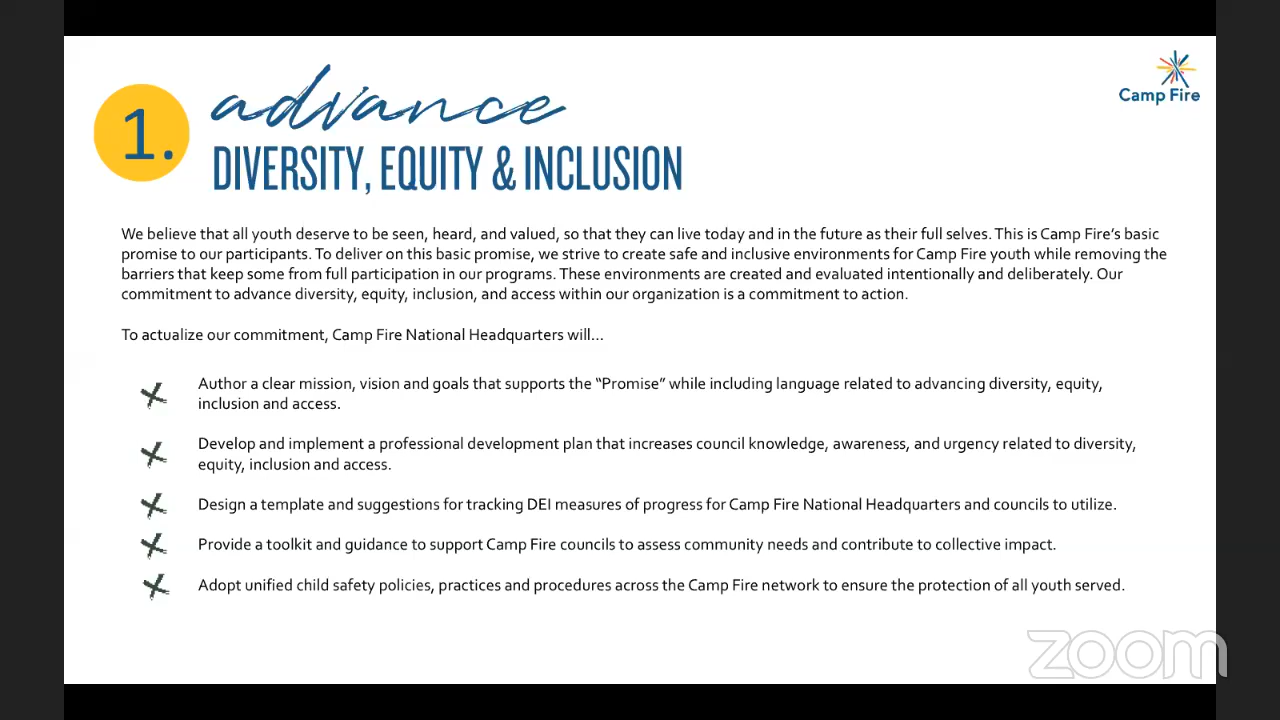 Camp Fire
1.
advance
DIVERSITY, EQUITY & INCLUSION
We believe that all youth deserve to be seen, heard, and valued, so that they can live today and in the future as their full selves. This is Camp Fire’s basic
promise to our participants. To deliver on this basic promise, we strive to create safe and inclusive environments for Camp Fire youth while removing the
barriers that keep some from full participation in our programs. These environments are created and evaluated intentionally and deliberately. Our
commitment to advance diversity, equity, inclusion, and access within our organization is a commitment to action.
To actualize our commitment, Camp Fire National Headquarters will...
Author a clear mission, vision and goals that supports the “Promise” while including language related to advancing diversity, equity,
inclusion and access.
Develop and implement a professional development plan that increases council knowledge, awareness, and urgency related to diversity,
equity, inclusion and access.
Design a template and suggestions for tracking DEI measures of progress for Camp Fire National Headquarters and councils to utilize.
Provide a toolkit and guidance to support Camp Fire councils to assess community needs and contribute to collective impact.
Adopt unified child safety policies, practices and procedures across the Camp Fire network to ensure the protection of all youth served.
zoom